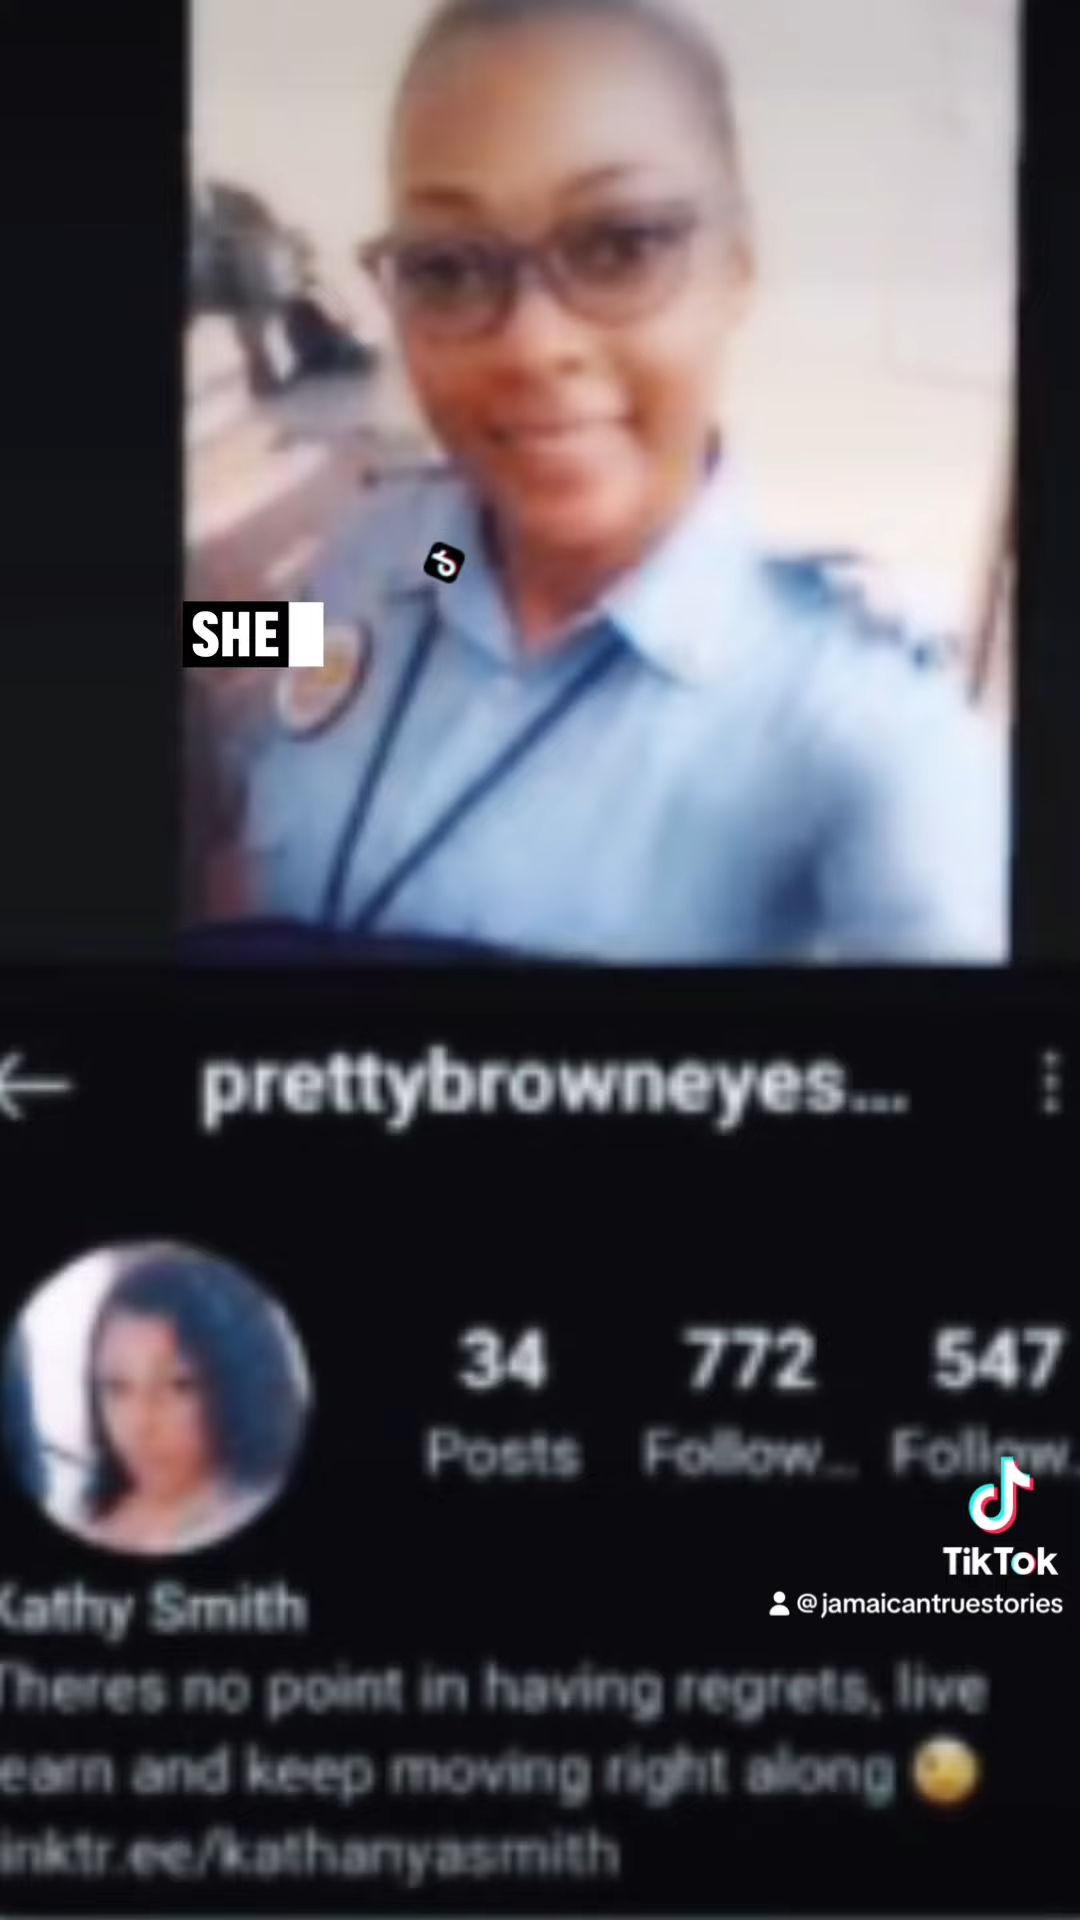 SHE
prettybrowneyes...
34 772 547
Posts Follow... Follow.
Kathy Smith
Theres no point in having regrets, live
earn and keep moving right along 🧐
inktr.ee/kathanyasmith
TikTok
@jamaicantruestories